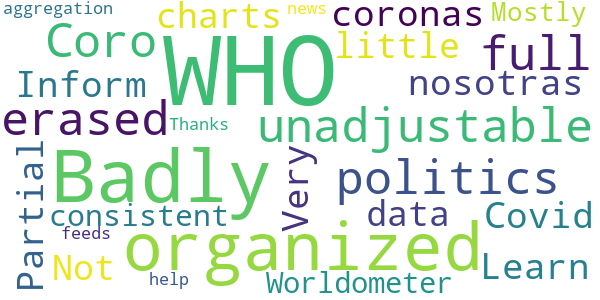 aggregation
charts
news
coronas
Mostly
Coro
WHO
little
full
Inform
nosotras
erased
Thanks
unadjustable
Badly
Very
politics
Partial
consistent
data
Covid
feeds
organized
Not
help
Worldometer
Learn